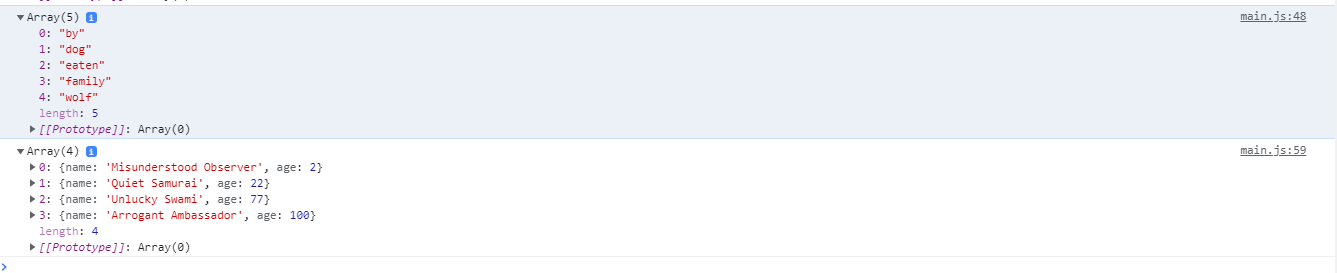 Array(5) i main.js:48
0: "by"
1: "dog"
2: "eaten"
3: "family"
4: "wolf"
length: 5
[[Prototype]]: Array(0)
Array(4) i main.js:59
0: {name: 'Misunderstood Observer', age: 2}
1: {name: 'Quiet Samurai', age: 22}
2: {name: 'Unlucky Swami', age: 77}
3: {name: 'Arrogant Ambassador', age: 100}
length: 4
[[Prototype]]: Array(0)